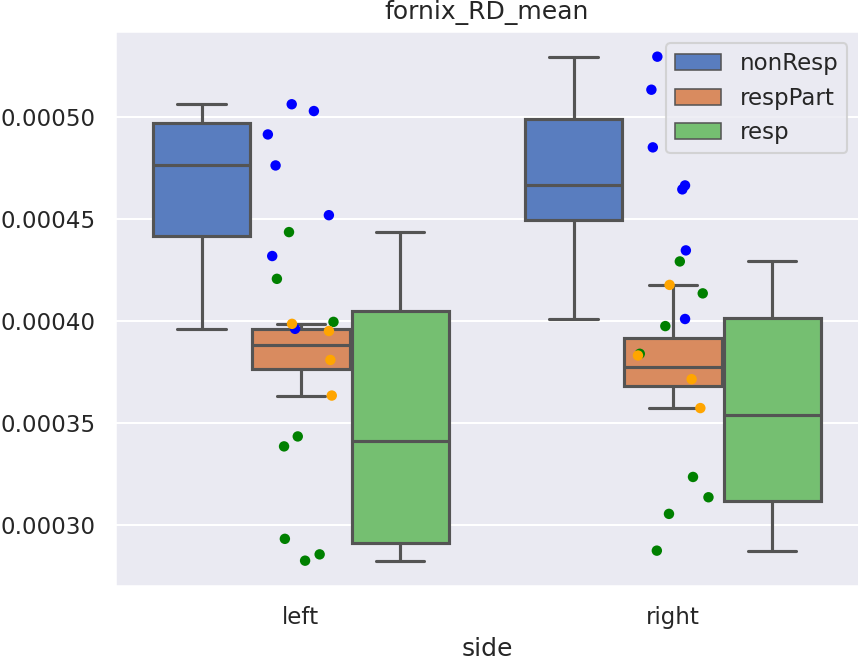 fornix_RD_mean
nonResp
respPart
resp
0.00050
0.00045
0.00040
0.00035
0.00030
left
right
side